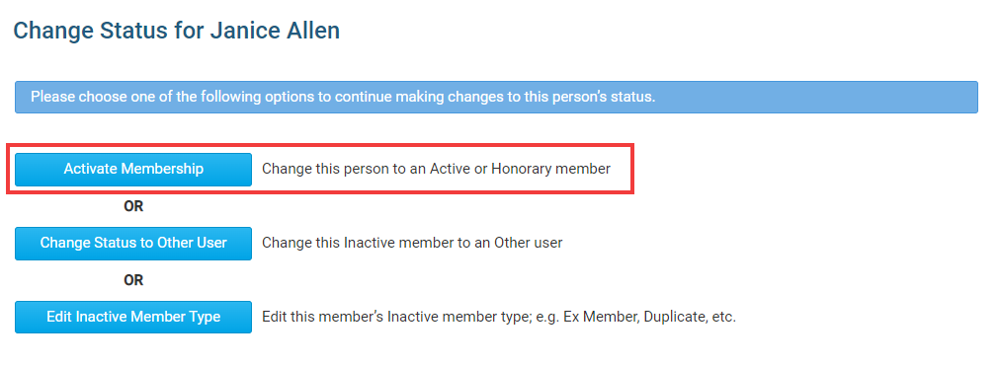 Change Status for Janice Allen
Please choose one of the following options to continue making changes to this person's status.
Activate Membership Change this person to an Active or Honorary member
OR
Change Status to Other User Change this Inactive member to an Other user
OR
Edit Inactive Member Type Edit this member's Inactive member type; e.g. Ex Member, Duplicate, etc.